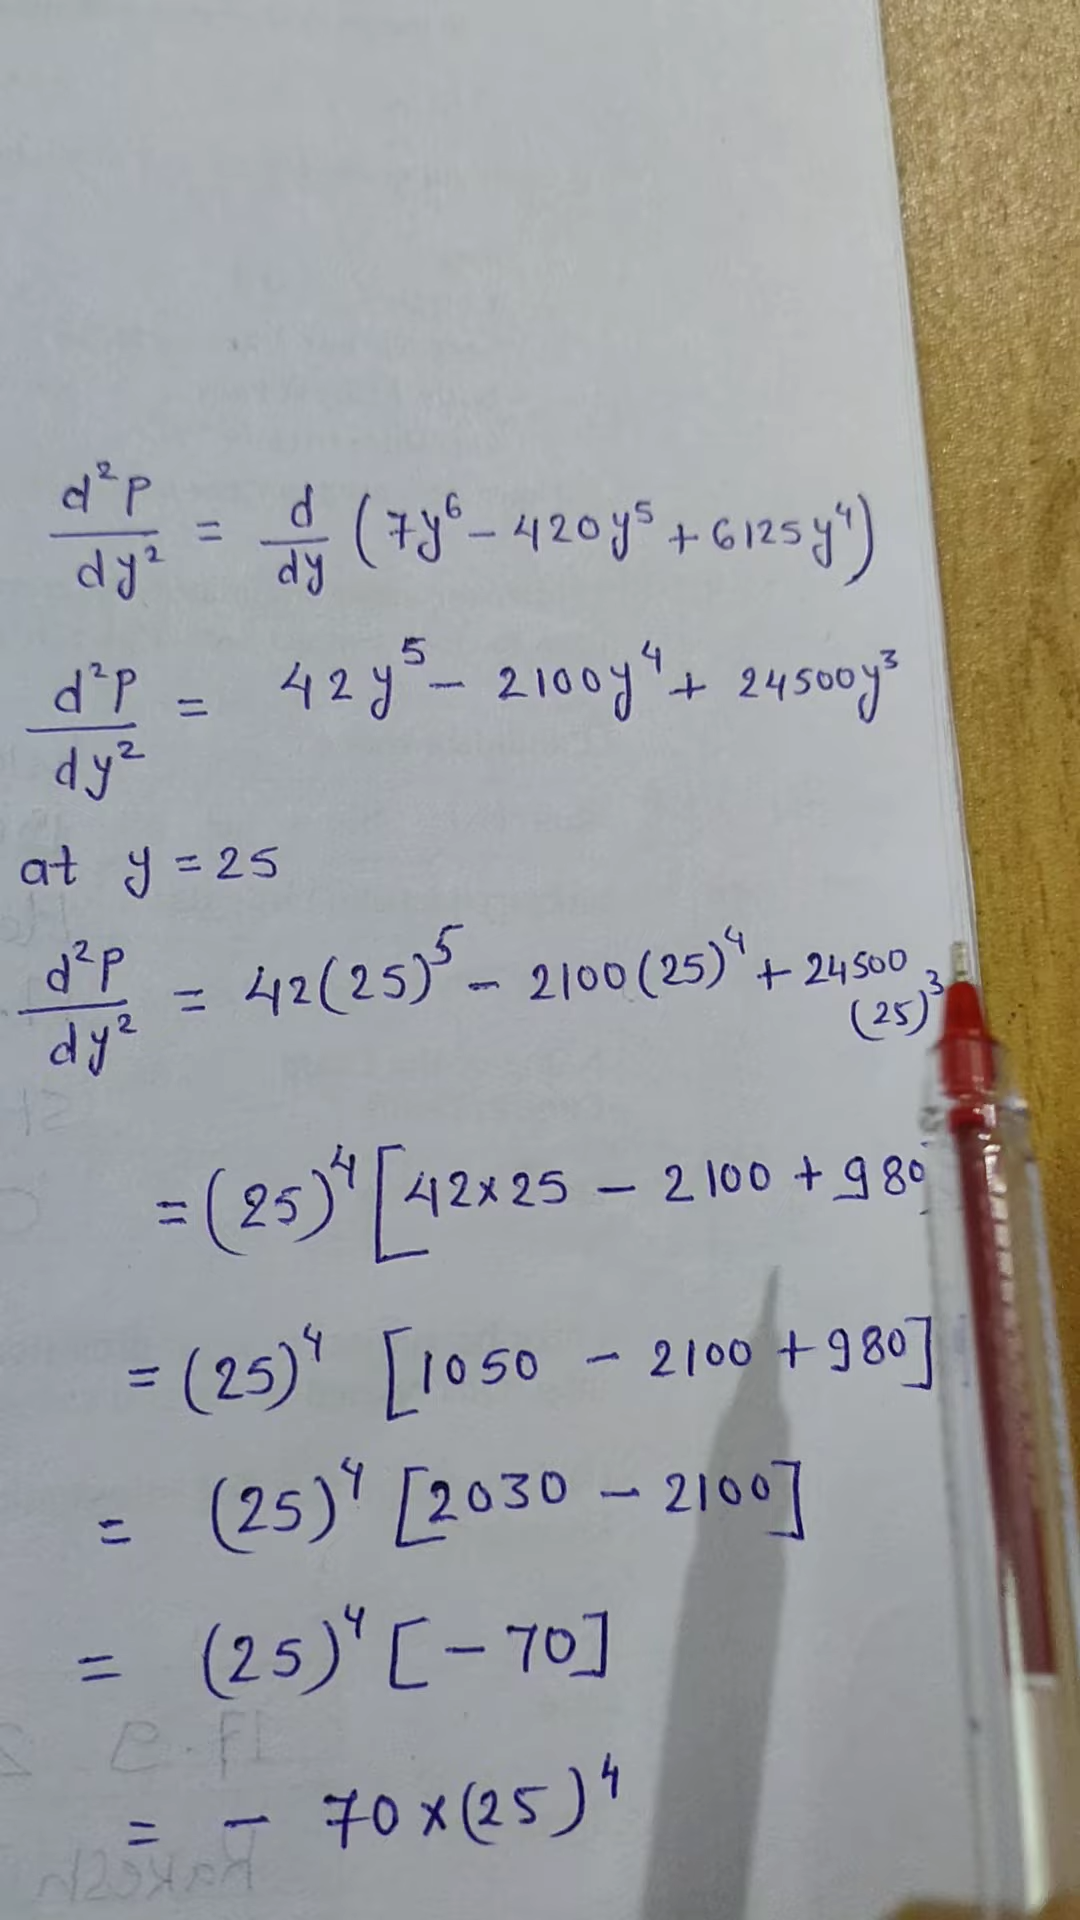 d²P/dy² = d/dy (7y⁶ - 420y⁵ + 6125y⁴)
d²P/dy² = 42y⁵ - 2100y⁴ + 24500y³
at y = 25
d²P/dy² = 42(25)⁵ - 2100(25)⁴ + 24500
(25)³
= (25)⁴ [42×25 - 2100 + 980
= (25)⁴ [1050 - 2100 + 980]
= (25)⁴ [2030 - 2100]
= (25)⁴ [-70]
= - 70×(25)⁴